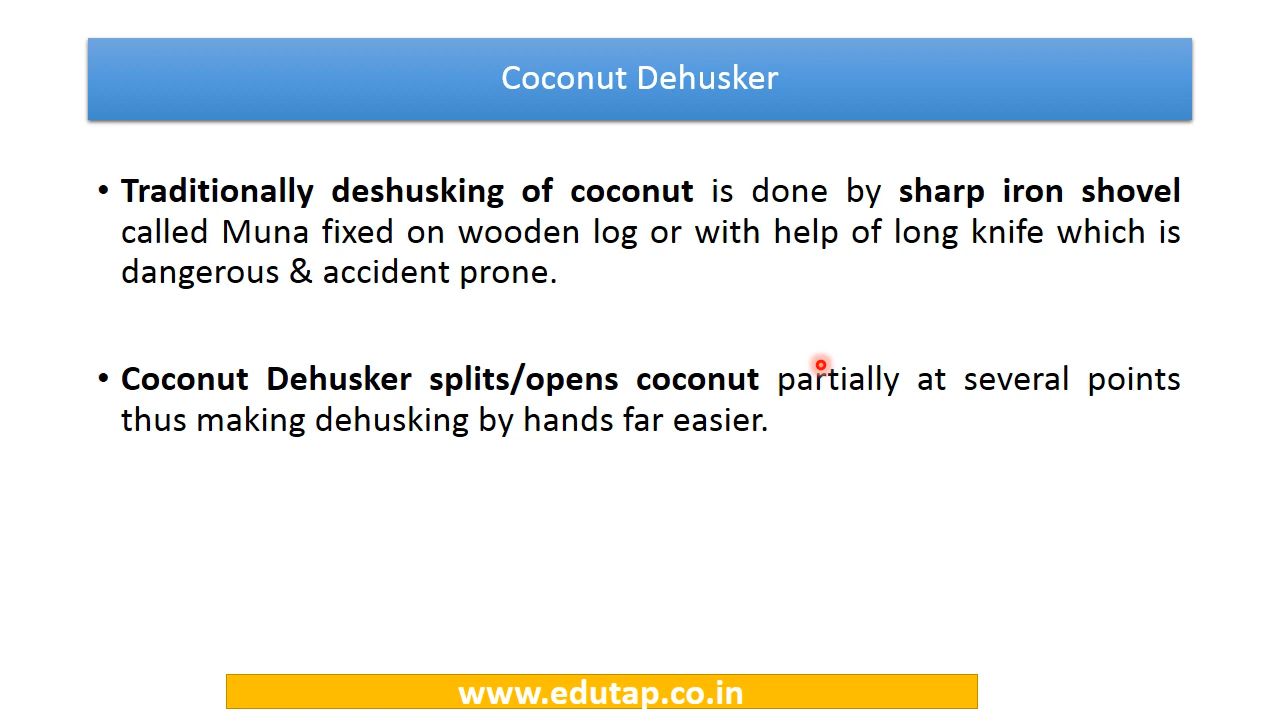 Coconut Dehusker
• Traditionally deshusking of coconut is done by sharp iron shovel
called Muna fixed on wooden log or with help of long knife which is
dangerous & accident prone.
• Coconut Dehusker splits/opens coconut partially at several points
thus making dehusking by hands far easier.
www.edutap.co.in